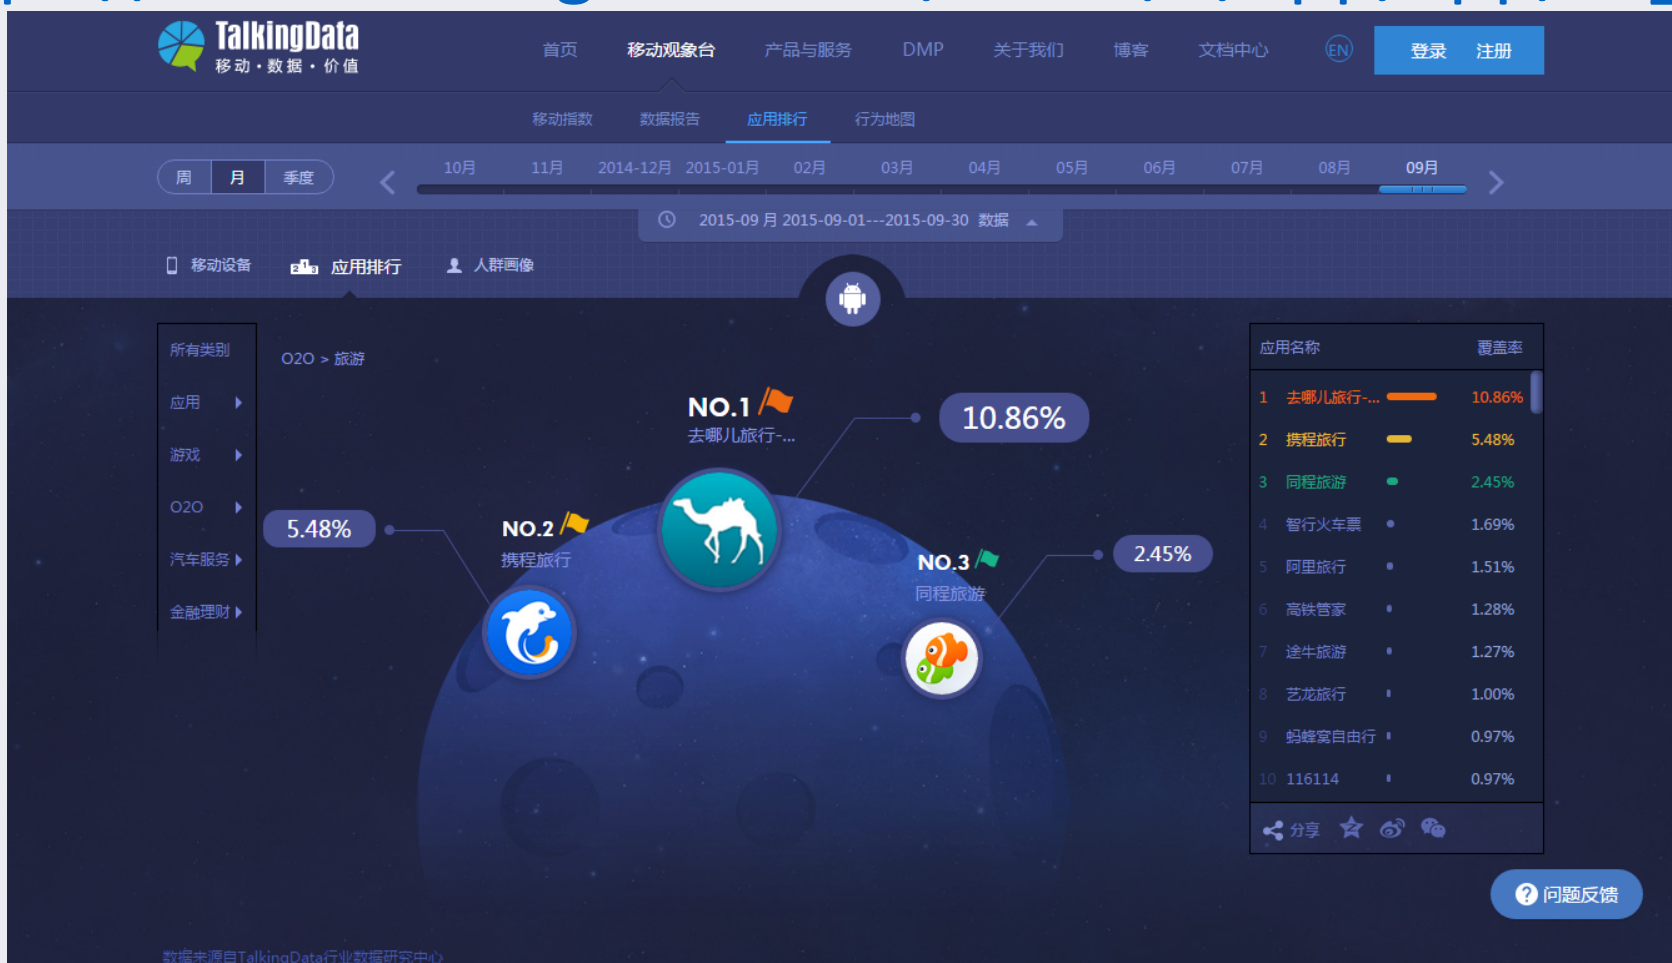 TalkingData
移动·数据·价值
首页 移动观象台 产品与服务 DMP 关于我们 博客 文档中心 EN 登录 注册
移动指数 数据报告 应用排行 行为地图
周 月 季度 10月 11月 2014-12月 2015-01月 02月 03月 04月 05月 06月 07月 08月 09月
2015-09 月 2015-09-01---2015-09-30 数据
移动设备 应用排行 人群画像
所有类别
应用
游戏
O2O
汽车服务
金融理财
O2O > 旅游
NO.1
去哪儿旅行-...
10.86%
NO.2
携程旅行
5.48%
NO.3
同程旅游
2.45%
应用名称 覆盖率
1 去哪儿旅行-... 10.86%
2 携程旅行 5.48%
3 同程旅游 2.45%
4 智行火车票 1.69%
5 阿里旅行 1.51%
6 高铁管家 1.28%
7 途牛旅游 1.27%
8 艺龙旅行 1.00%
9 蚂蜂窝自由行 0.97%
10 116114 0.97%
分享
问题反馈
数据来源自TalkingData行业数据研究中心